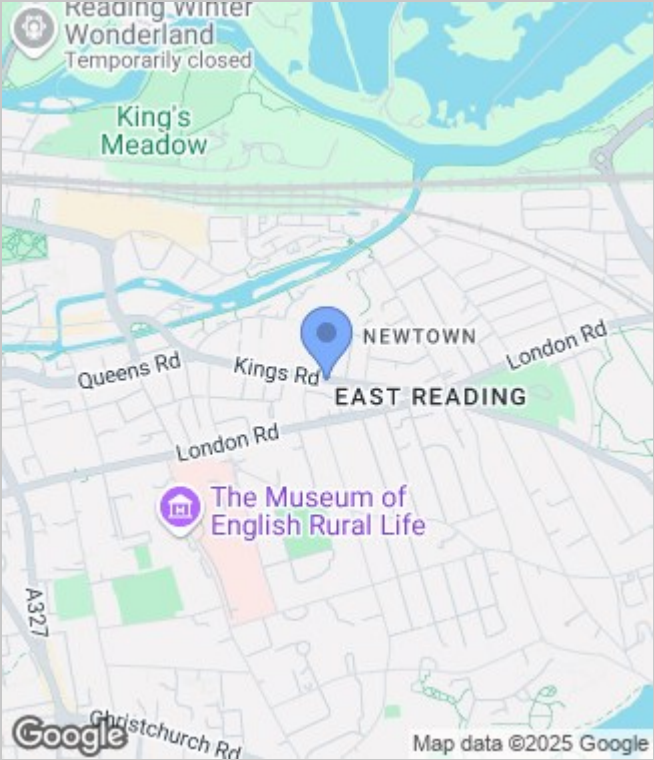 Reading Winter
Wonderland
Temporarily closed
King's
Meadow
NEWTOWN
London Rd
Queens Rd
Kings Rd
EAST READING
London Rd
The Museum of
English Rural Life
A327
Christchurch Rd
Google
Map data ©2025 Google